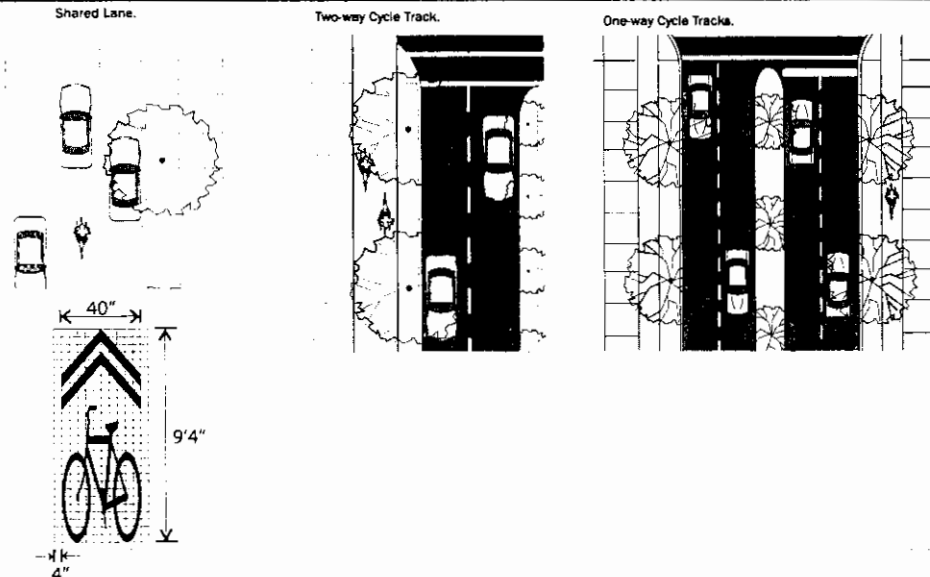 Shared Lane.
Two-way Cycle Track.
One-way Cycle Tracks.
40"
9'4"
4"